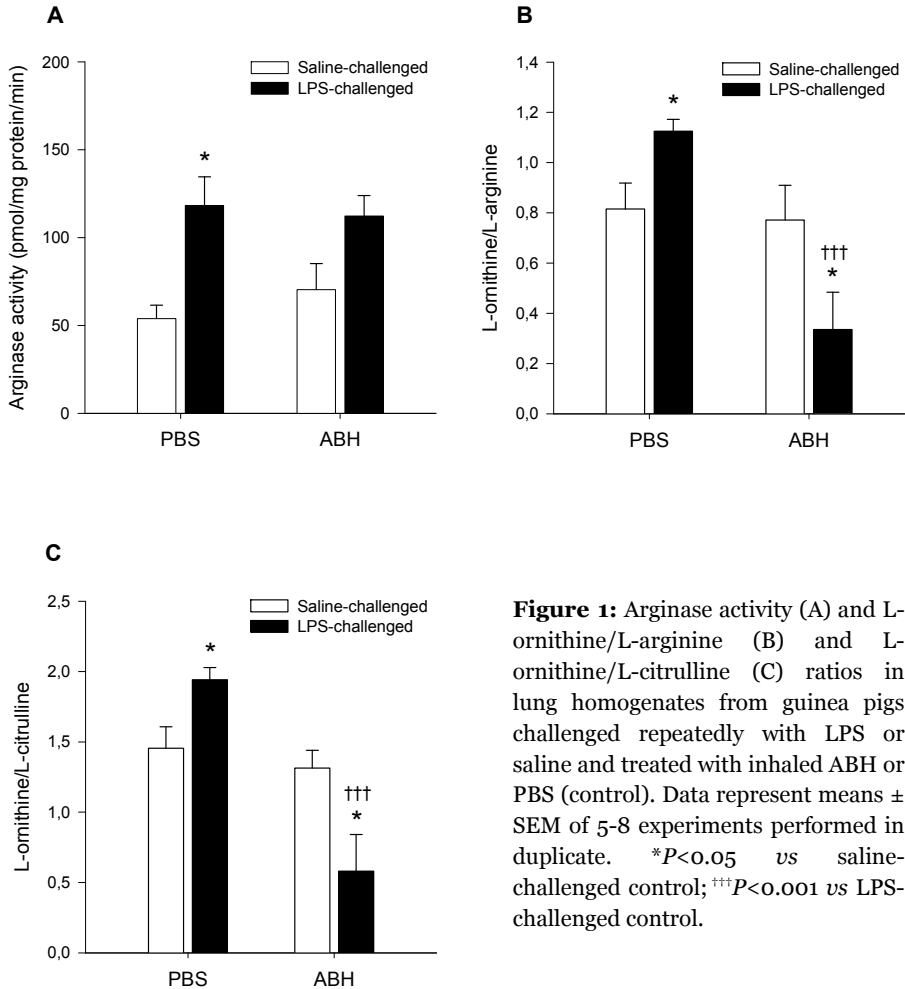 A
Arginase activity (pmol/mg protein/min)
200
150
100
50
0
Saline-challenged
LPS-challenged
*
PBS
ABH
B
L-ornithine/L-arginine
1,4
1,2
1,0
0,8
0,6
0,4
0,2
0,0
Saline-challenged
LPS-challenged
*
†††
*
PBS
ABH
C
L-ornithine/L-citrulline
2,5
2,0
1,5
1,0
0,5
0,0
Saline-challenged
LPS-challenged
*
†††
*
PBS
ABH
Figure 1: Arginase activity (A) and L-
ornithine/L-arginine (B) and L-
ornithine/L-citrulline (C) ratios in
lung homogenates from guinea pigs
challenged repeatedly with LPS or
saline and treated with inhaled ABH or
PBS (control). Data represent means ±
SEM of 5-8 experiments performed in
duplicate. *P<0.05 vs saline-
challenged control; †††P<0.001 vs LPS-
challenged control.